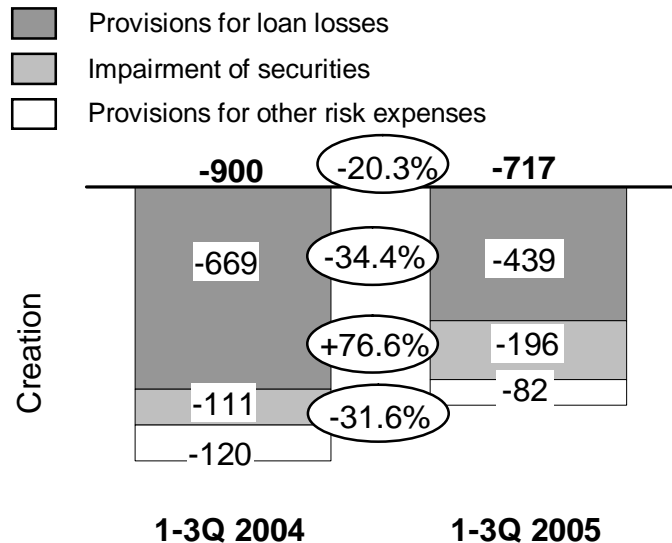 Provisions for loan losses
Impairment of securities
Provisions for other risk expenses
-900 -20.3% -717
-669 -34.4% -439
+76.6% -196
-111 -31.6% -82
-120
Creation
1-3Q 2004 1-3Q 2005